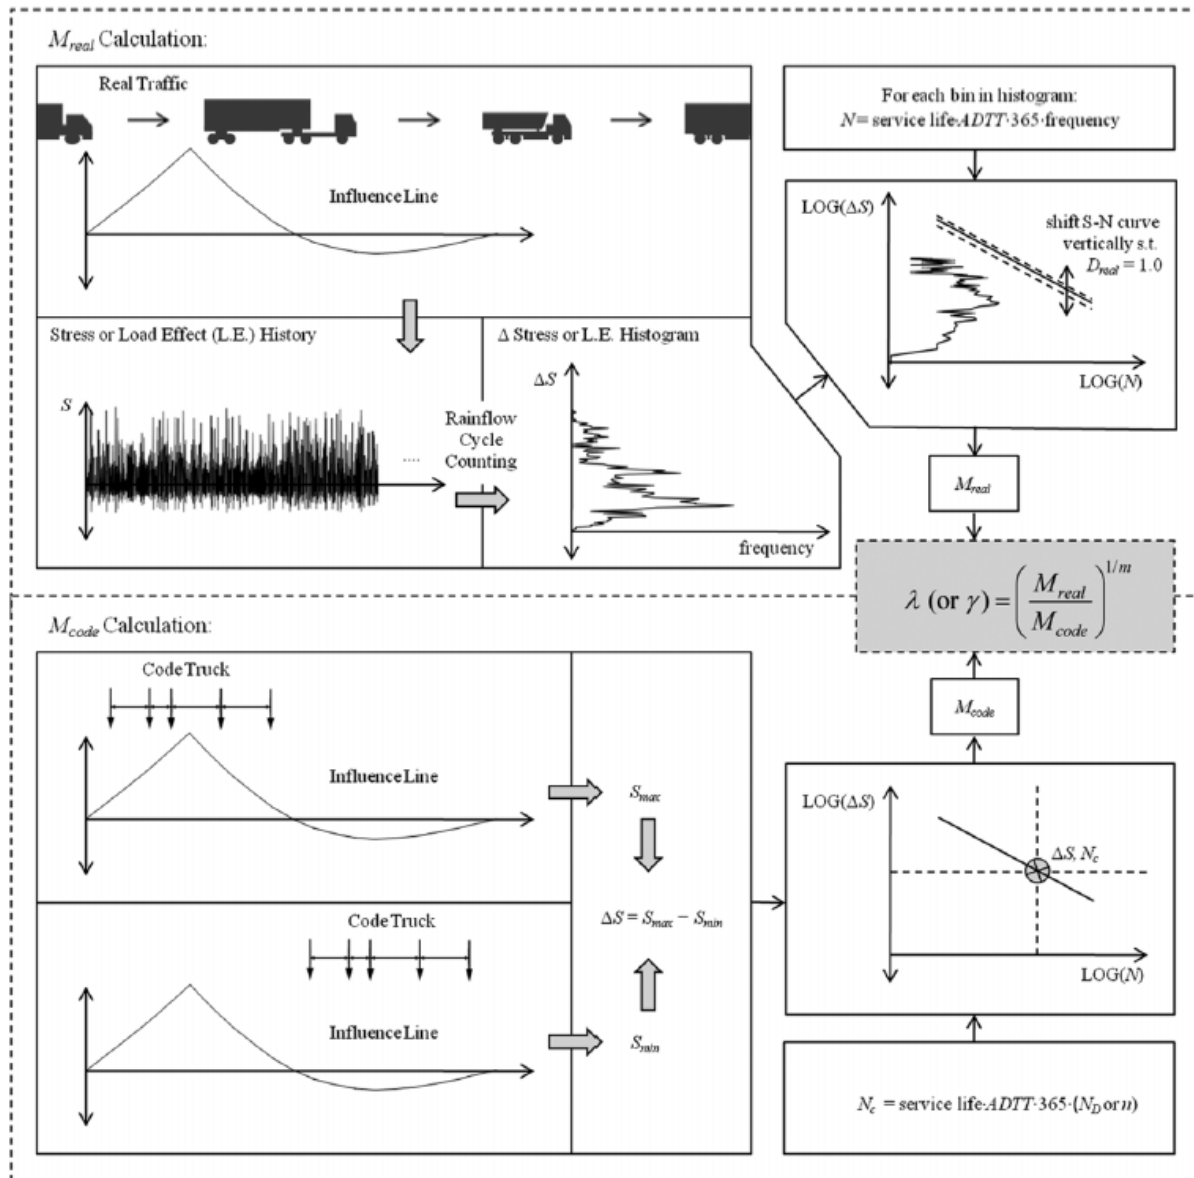 M_real Calculation:
Real Traffic
Influence Line
Stress or Load Effect (L.E.) History
S
....
Rainflow
Cycle
Counting
Δ Stress or L.E. Histogram
ΔS
frequency
For each bin in histogram:
N = service life·ADTT·365·frequency
LOG(ΔS)
shift S-N curve
vertically s.t.
D_real = 1.0
LOG(N)
M_real
λ (or γ) = (M_real / M_code)^1/m
M_code Calculation:
Code Truck
Influence Line
S_max
ΔS = S_max − S_min
Code Truck
Influence Line
S_min
M_code
LOG(ΔS)
ΔS, N_c
LOG(N)
N_c = service life·ADTT·365·(N_D or n)